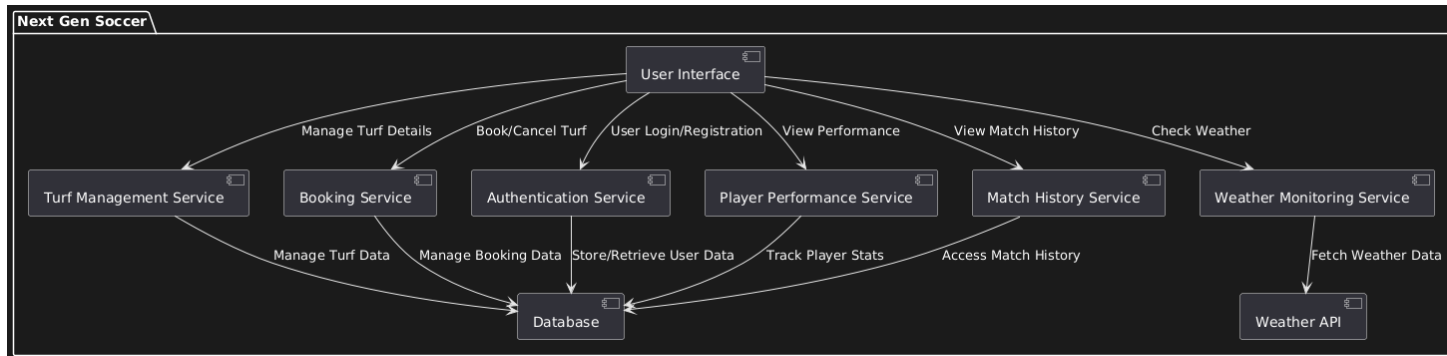 Next Gen Soccer
User Interface
Manage Turf Details
Book/Cancel Turf
User Login/Registration
View Performance
View Match History
Check Weather
Turf Management Service
Booking Service
Authentication Service
Player Performance Service
Match History Service
Weather Monitoring Service
Manage Turf Data
Manage Booking Data
Store/Retrieve User Data
Track Player Stats
Access Match History
Fetch Weather Data
Database
Weather API